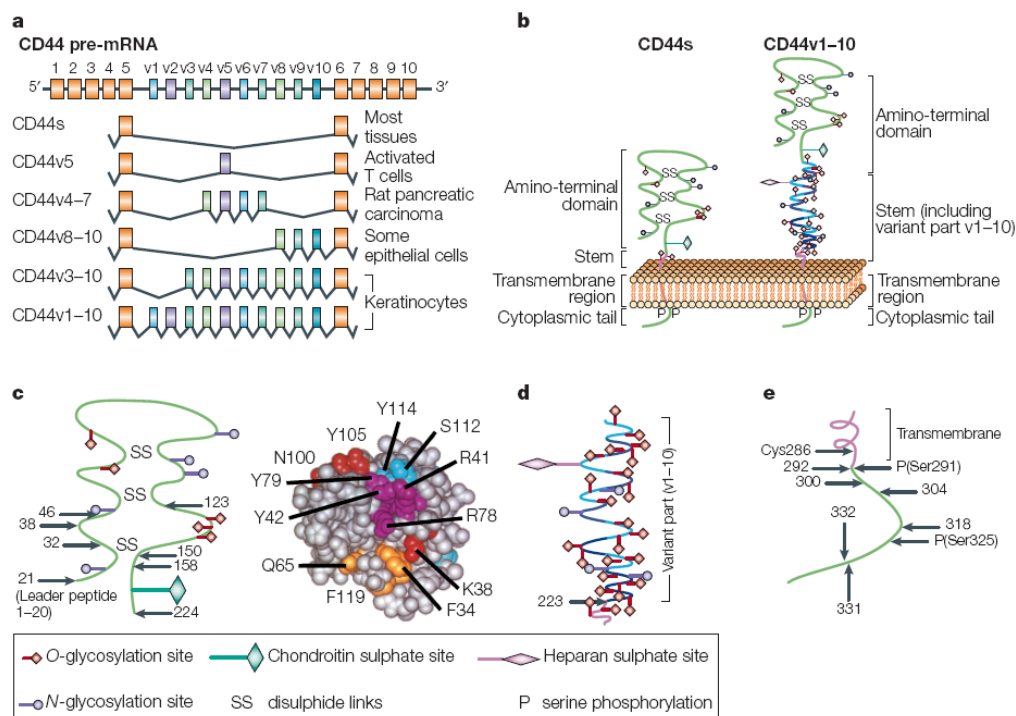 a
CD44 pre-mRNA
1 2 3 4 5 v1 v2 v3 v4 v5 v6 v7 v8 v9 v10 6 7 8 9 10
5′ 3′
CD44s
Most
tissues
CD44v5
Activated
T cells
CD44v4–7
Rat pancreatic
carcinoma
CD44v8–10
Some
epithelial cells
CD44v3–10
Keratinocytes
CD44v1–10
b
CD44s CD44v1–10
SS
SS
SS
Amino-terminal
domain
SS
SS
SS
Amino-terminal
domain
Stem (including
variant part v1–10)
Stem
Transmembrane
region
Transmembrane
region
Cytoplasmic tail
P P
P P
Cytoplasmic tail
c
SS
SS
46
38
32
21
(Leader peptide
1–20)
123
150
158
224
Y114
S112
Y105
N100
R41
Y79
Y42
R78
Q65
K38
F119
F34
d
Variant part (v1–10)
223
e
Transmembrane
Cys286
292
P(Ser291)
300
304
332
318
P(Ser325)
331
O-glycosylation site
Chondroitin sulphate site
Heparan sulphate site
N-glycosylation site
SS disulphide links
P serine phosphorylation